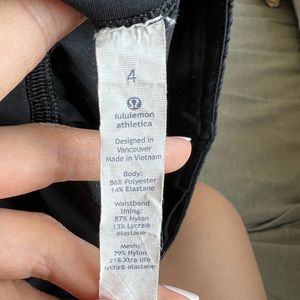 4
lululemon
athletica
Designed in
Vancouver
Made in Vietnam
Body:
86% Polyester
14% Elastane
Waistband
lining:
87% Nylon
13% Lycra®
elastane
Mesh:
79% Nylon
21% Xtra life
lycra® elastane